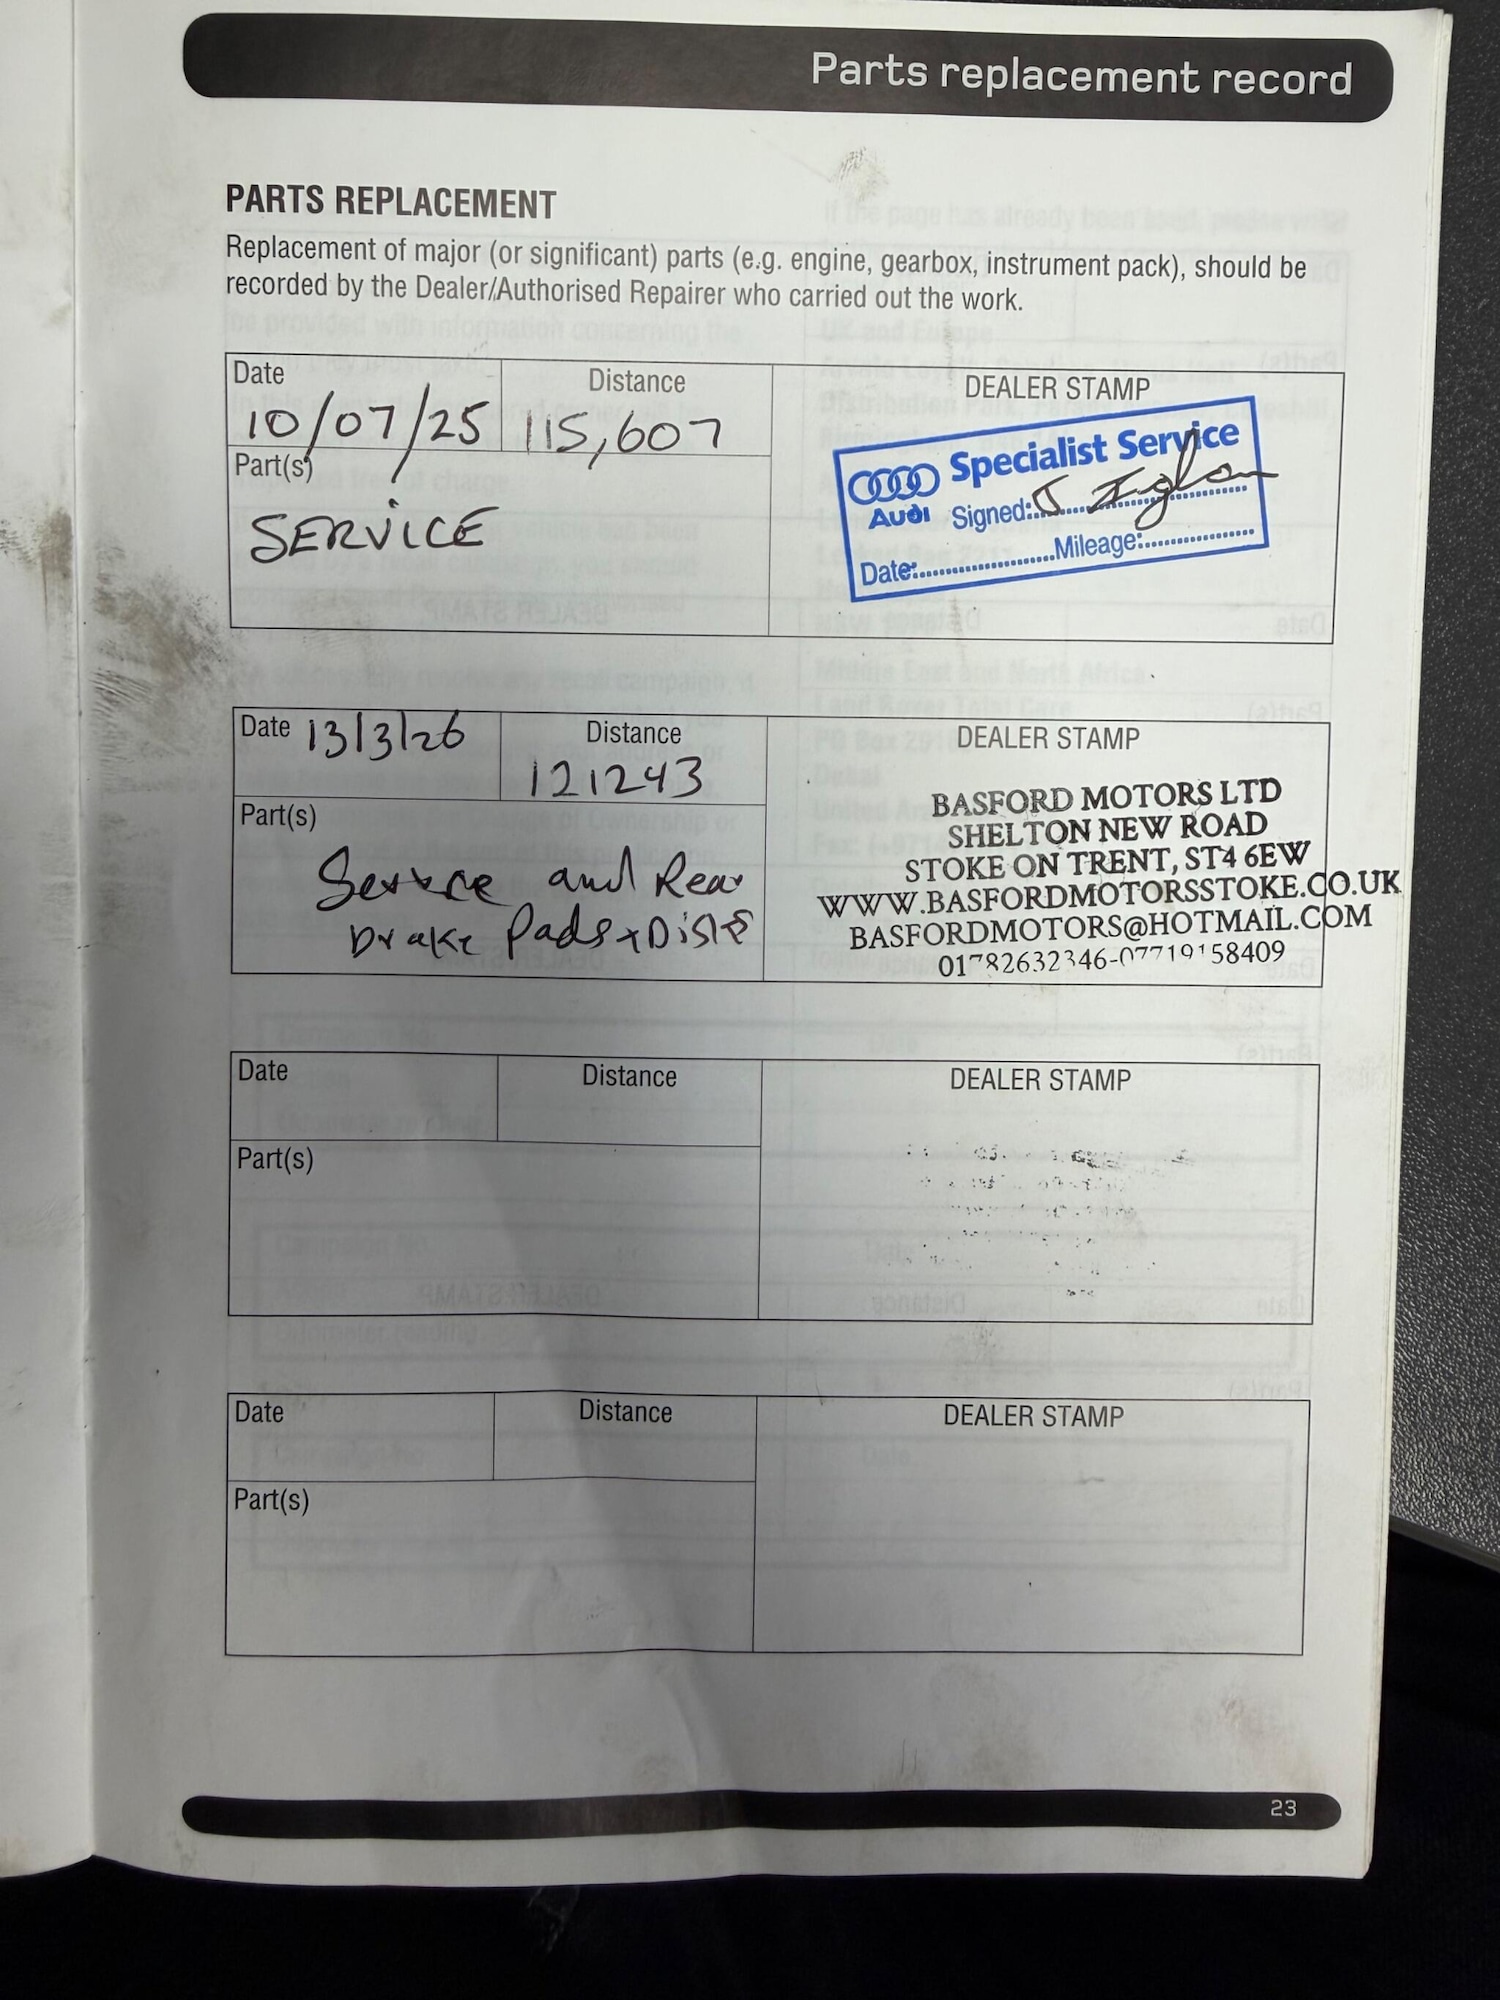 Parts replacement record
PARTS REPLACEMENT
Replacement of major (or significant) parts (e.g. engine, gearbox, instrument pack), should be
recorded by the Dealer/Authorised Repairer who carried out the work.
Date
10/07/25
Distance
115,607
Part(s)
SERVICE
DEALER STAMP
Audi Specialist Service
Signed:
Date: Mileage:
Date 13/3/26
Distance
121243
Part(s)
Service and Rear
brake Pads + Disks
DEALER STAMP
BASFORD MOTORS LTD
SHELTON NEW ROAD
STOKE ON TRENT, ST4 6EW
WWW.BASFORDMOTORSSTOKE.CO.UK
BASFORDMOTORS@HOTMAIL.COM
01782632346-07719158409
Date
Distance
DEALER STAMP
Part(s)
Date
Distance
DEALER STAMP
Part(s)
23